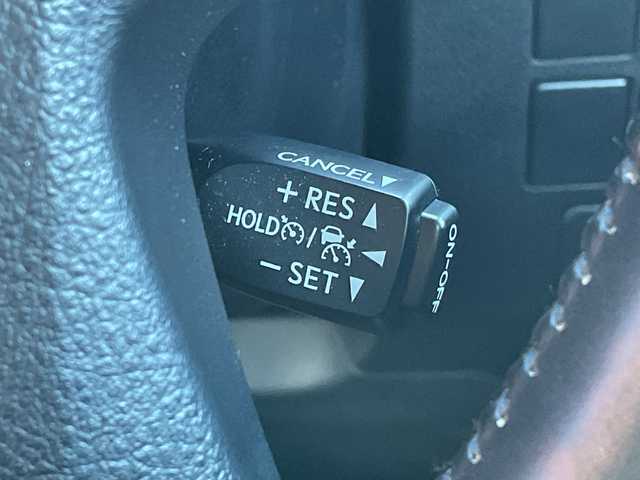 CANCEL▼
+ RES ▲
HOLD / ◀
− SET ▼
ON-OFF